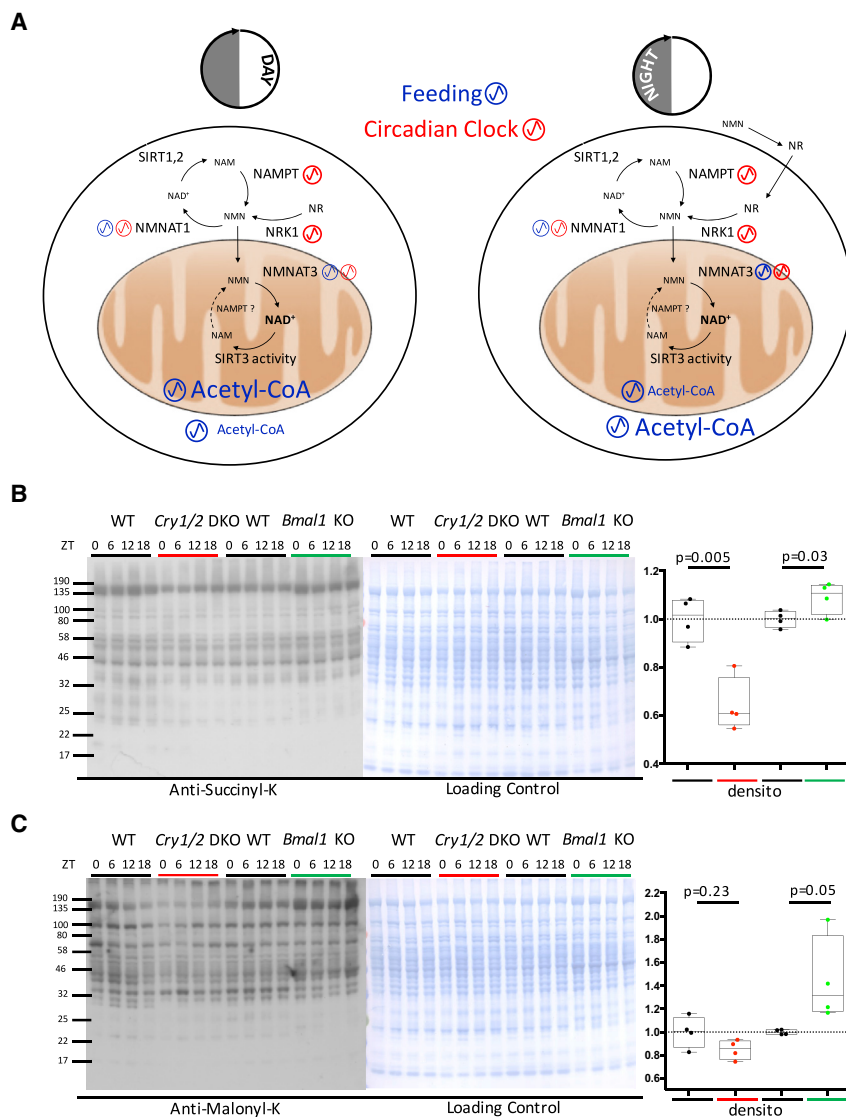 A
DAY
NIGHT
Feeding
Circadian Clock
SIRT1,2
NAM
NAMPT
NAD+
NMN
NR
NMNAT1
NRK1
NMNAT3
NMN
NAMPT ?
NAD+
NAM
SIRT3 activity
Acetyl-CoA
Acetyl-CoA
NMN
NR
SIRT1,2
NAM
NAMPT
NAD+
NMN
NR
NMNAT1
NRK1
NMNAT3
NMN
NAMPT ?
NAD+
NAM
SIRT3 activity
Acetyl-CoA
Acetyl-CoA
B
WT Cry1/2 DKO WT Bmal1 KO WT Cry1/2 DKO WT Bmal1 KO
ZT 0 6 12 18 0 6 12 18 0 6 12 18 0 6 12 18 0 6 12 18 0 6 12 18 0 6 12 18 0 6 12 18
190
135
100
80
58
46
32
25
22
17
Anti-Succinyl-K Loading Control
p=0.005 p=0.03
1.2
1.0
0.8
0.6
0.4
densito
C
WT Cry1/2 DKO WT Bmal1 KO WT Cry1/2 DKO WT Bmal1 KO
ZT 0 6 12 18 0 6 12 18 0 6 12 18 0 6 12 18 0 6 12 18 0 6 12 18 0 6 12 18 0 6 12 18
190
135
100
80
58
46
32
25
22
17
Anti-Malonyl-K Loading Control
p=0.23 p=0.05
2.2
2.0
1.8
1.6
1.4
1.2
1.0
0.8
0.6
densito